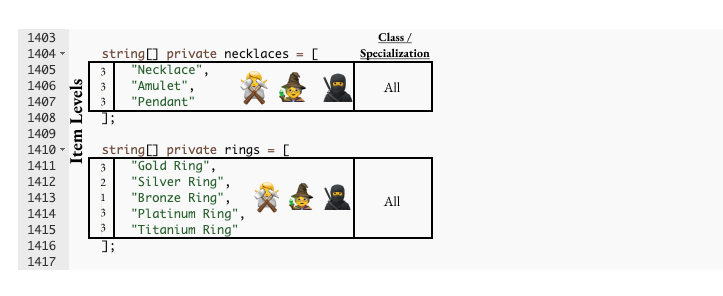 1403 Class /
1404 string[] private necklaces = [ Specialization
1405 3 "Necklace",
1406 3 "Amulet", All
1407 3 "Pendant"
1408 ];
1409
Item Levels
1410 string[] private rings = [
1411 3 "Gold Ring",
1412 2 "Silver Ring",
1413 1 "Bronze Ring", All
1414 3 "Platinum Ring",
1415 3 "Titanium Ring"
1416 ];
1417